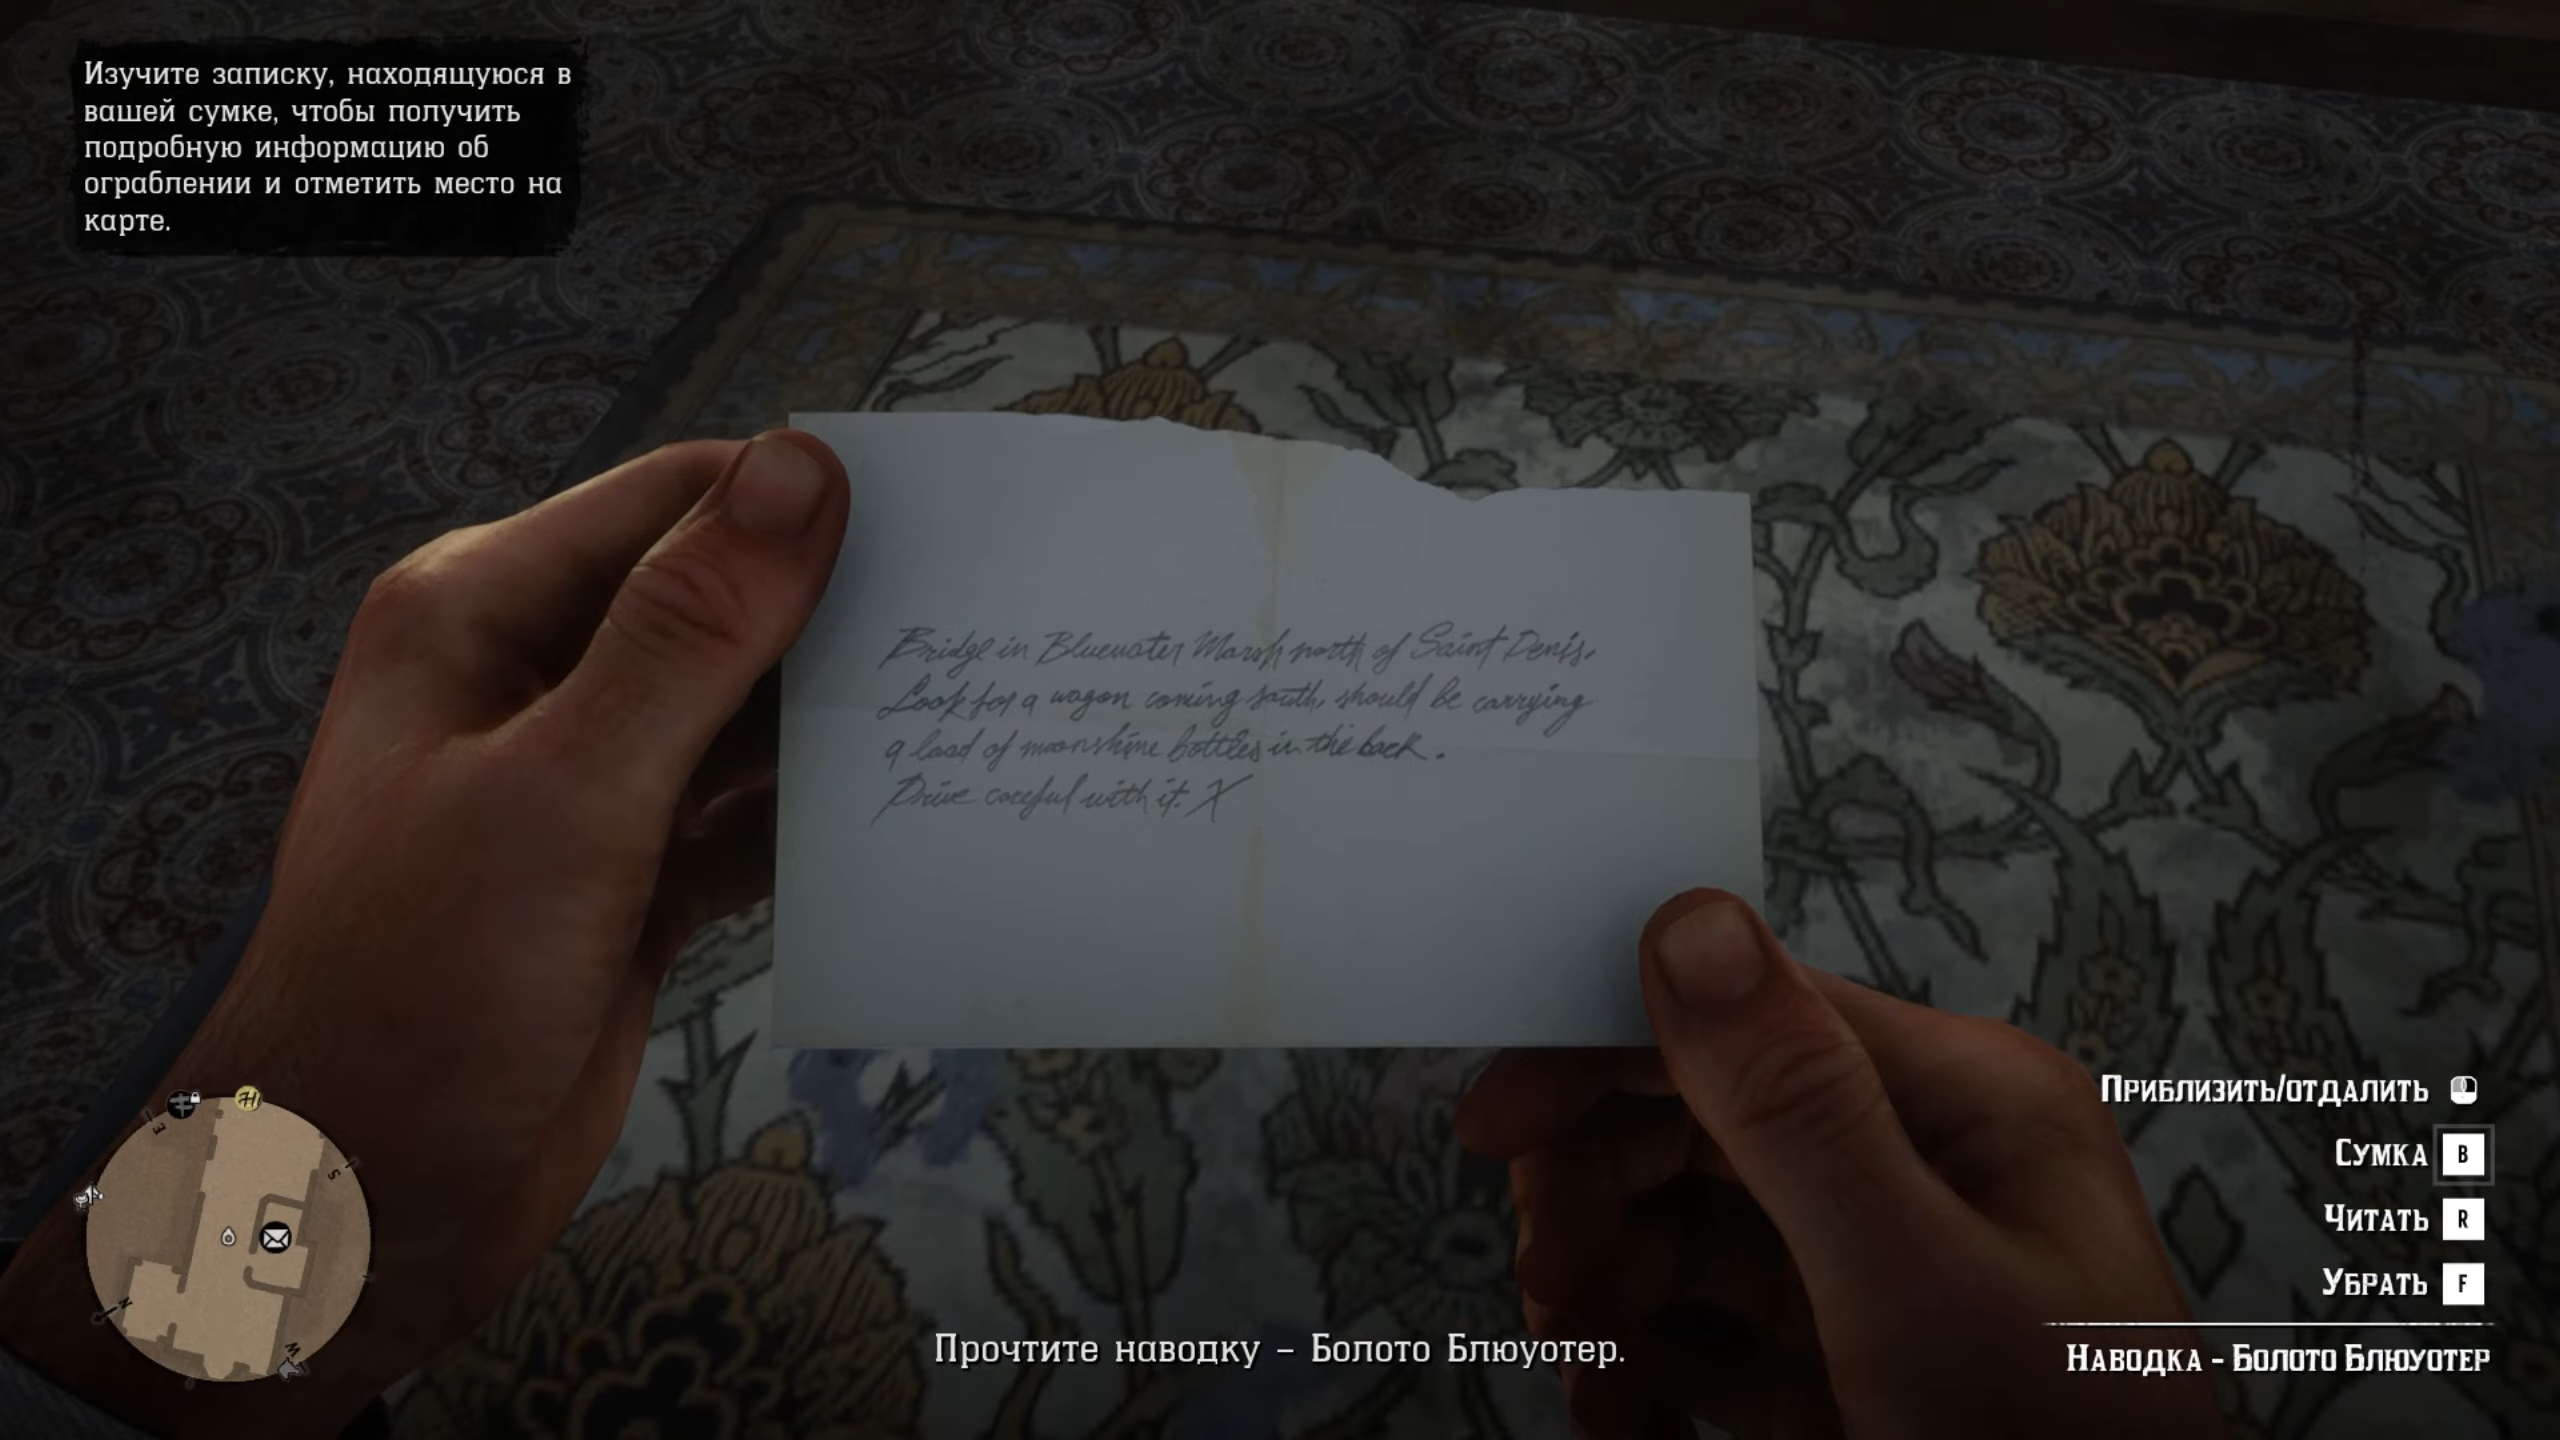 Изучите записку, находящуюся в
вашей сумке, чтобы получить
подробную информацию об
ограблении и отметить место на
карте.
Bridge in Bluewater Marsh north of Saint Denis.
Look for a wagon coming south, should be carrying
a load of moonshine bottles in the back.
Drive careful with it. X
E
S
N
W
Приблизить/отдалить
Сумка B
Читать R
Убрать F
Прочтите наводку – Болото Блюуотер.
Наводка - Болото Блюуотер